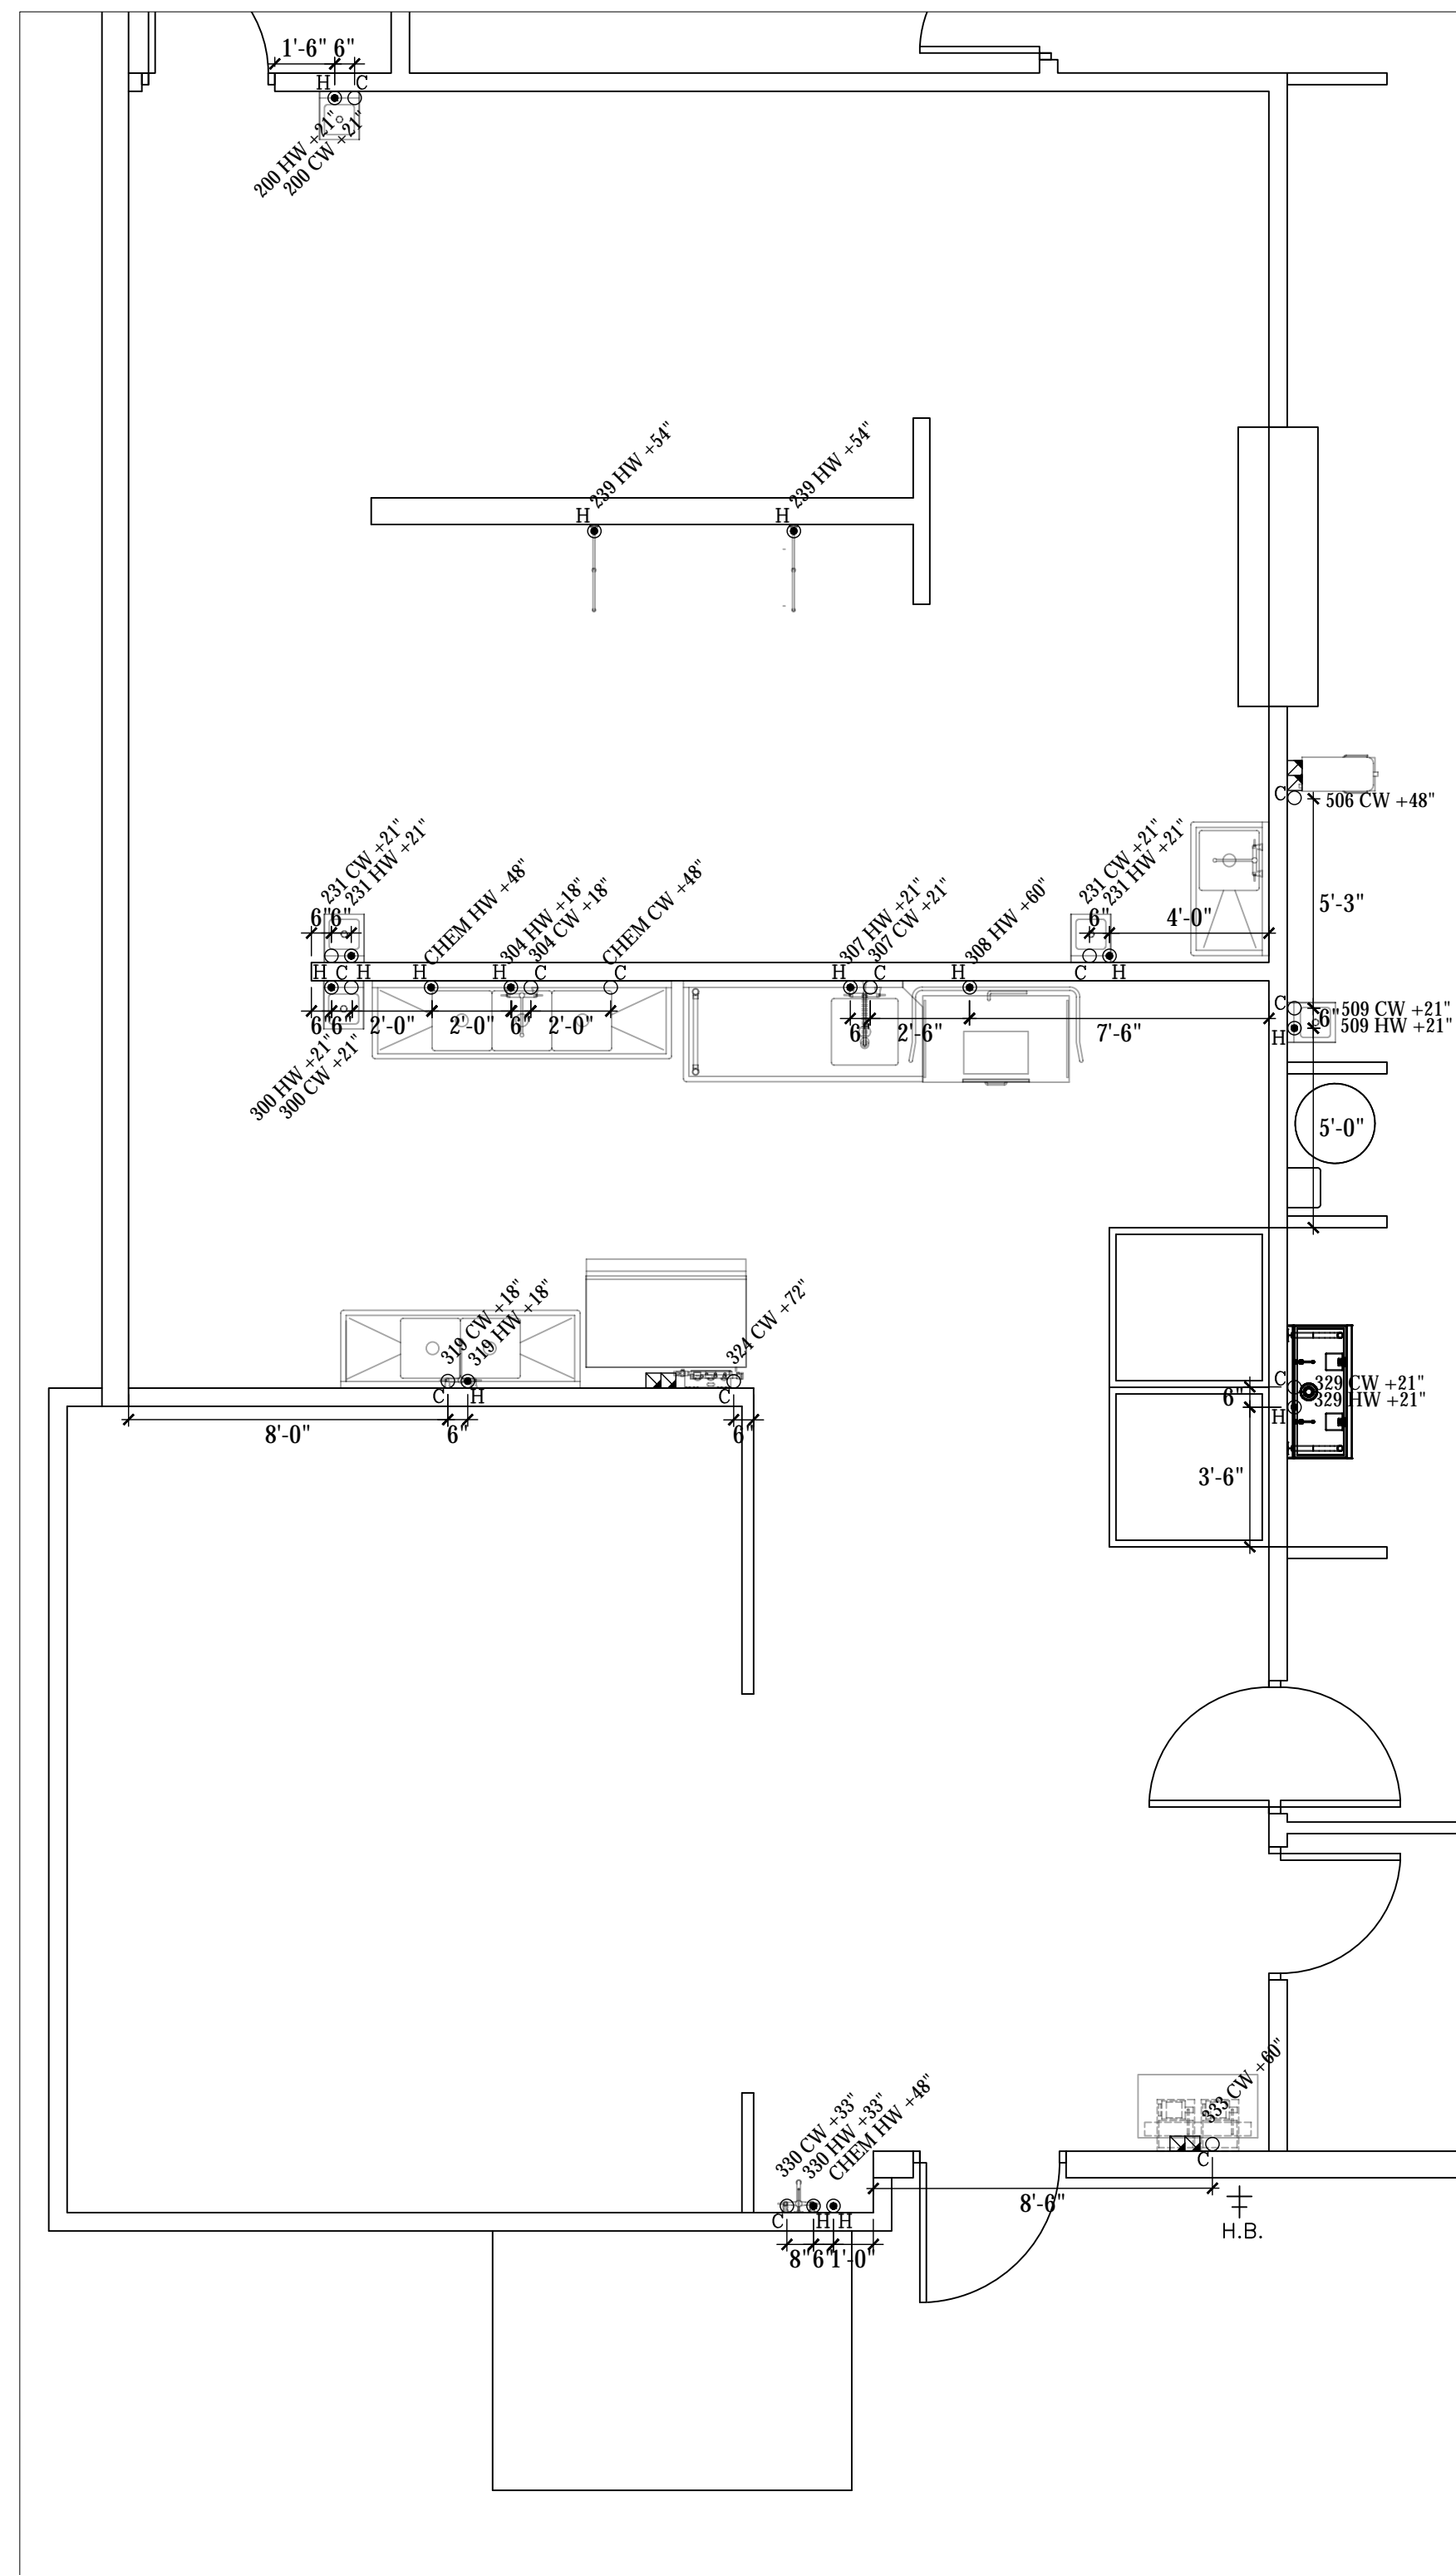 1'-6" 6"
H C
200 HW +21"
200 CW +21"
239 HW +54"
239 HW +54"
H
H
C
506 CW +48"
5'-3"
231 CW +21"
231 HW +21"
CHEM HW +48"
304 HW +18"
304 CW +18"
CHEM CW +48"
307 HW +21"
307 CW +21"
308 HW +60"
231 CW +21"
231 HW +21"
6" 6"
6"
4'-0"
H C H H H C C H C H C H
6" 6" 2'-0" 2'-0" 6" 2'-0" 6" 2'-6" 7'-6"
C
509 CW +21"
6"
509 HW +21"
H
300 HW +21"
300 CW +21"
5'-0"
319 CW +18"
319 HW +18"
324 CW +72"
C H C
8'-0" 6" 6"
C
329 CW +21"
6"
329 HW +21"
H
3'-6"
333 CW +60"
330 CW +33"
330 HW +33"
CHEM HW +48"
C
8'-6"
C H H
8" 6" 1'-0"
H.B.